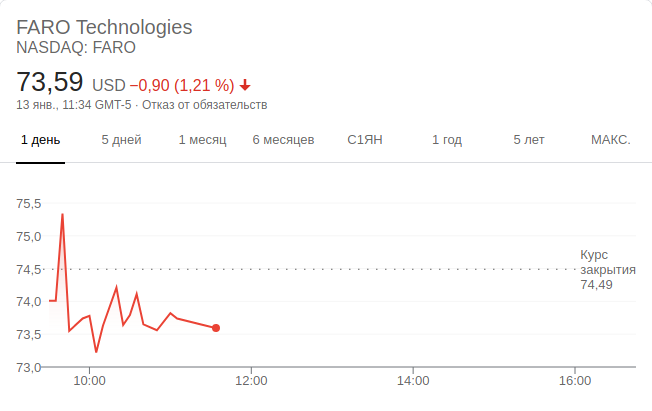 FARO Technologies
NASDAQ: FARO
73,59 USD −0,90 (1,21 %)
13 янв., 11:34 GMT-5 · Отказ от обязательств
1 день 5 дней 1 месяц 6 месяцев С1ЯН 1 год 5 лет МАКС.
75,5
75,0
Курс
74,5 закрытия
74,49
74,0
73,5
73,0
10:00 12:00 14:00 16:00